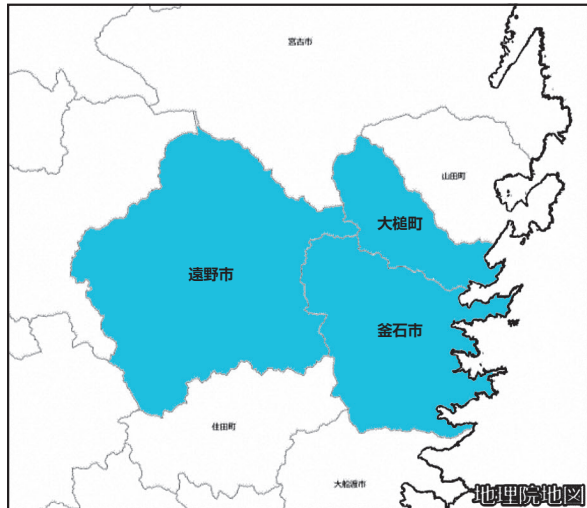 宮古市
山田町
大槌町
遠野市
釜石市
住田町
大船渡市
地理院地図